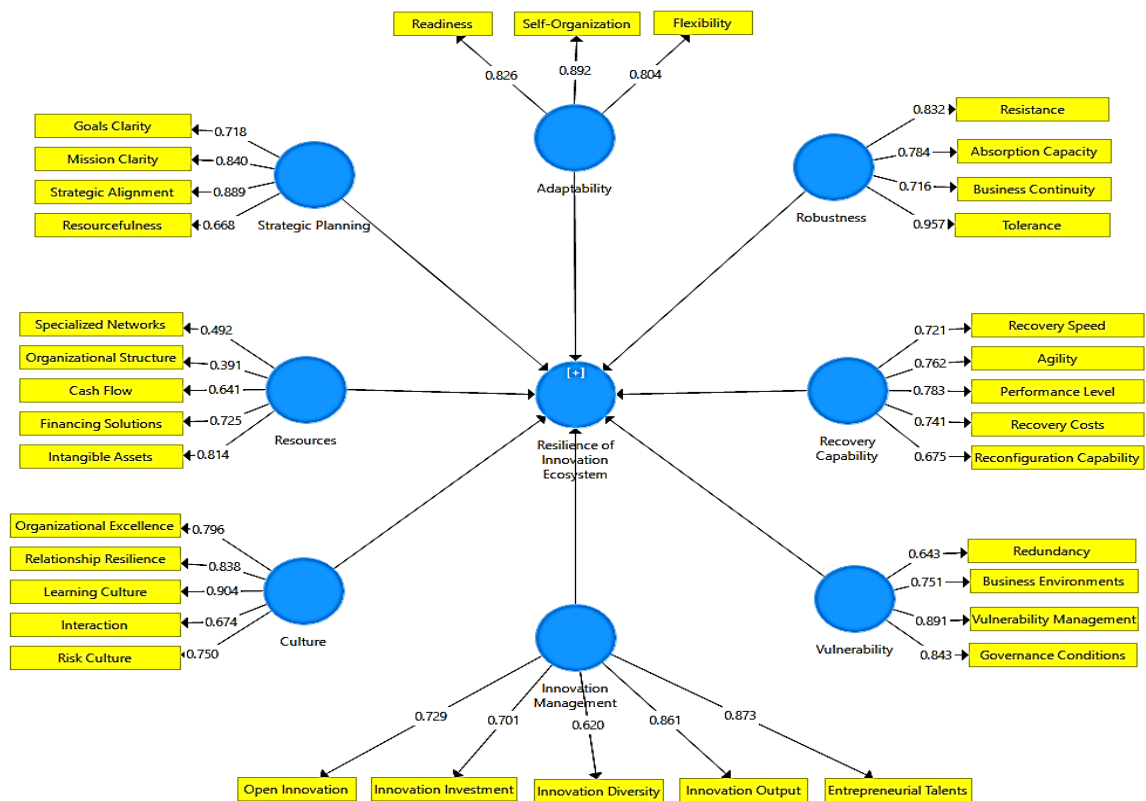 Readiness
Self-Organization
Flexibility
0.826
0.892
0.804
Adaptability
Goals Clarity
Mission Clarity
Strategic Alignment
Resourcefulness
0.718
0.840
0.889
0.668
Strategic Planning
Resistance
Absorption Capacity
Business Continuity
Tolerance
0.832
0.784
0.716
0.957
Robustness
Specialized Networks
Organizational Structure
Cash Flow
Financing Solutions
Intangible Assets
0.492
0.391
0.641
0.725
0.814
Resources
[+]
Resilience of
Innovation
Ecosystem
Recovery Speed
Agility
Performance Level
Recovery Costs
Reconfiguration Capability
0.721
0.762
0.783
0.741
0.675
Recovery
Capability
Organizational Excellence
Relationship Resilience
Learning Culture
Interaction
Risk Culture
0.796
0.838
0.904
0.674
0.750
Culture
Redundancy
Business Environments
Vulnerability Management
Governance Conditions
0.643
0.751
0.891
0.843
Vulnerability
Innovation
Management
0.729
0.701
0.620
0.861
0.873
Open Innovation
Innovation Investment
Innovation Diversity
Innovation Output
Entrepreneurial Talents